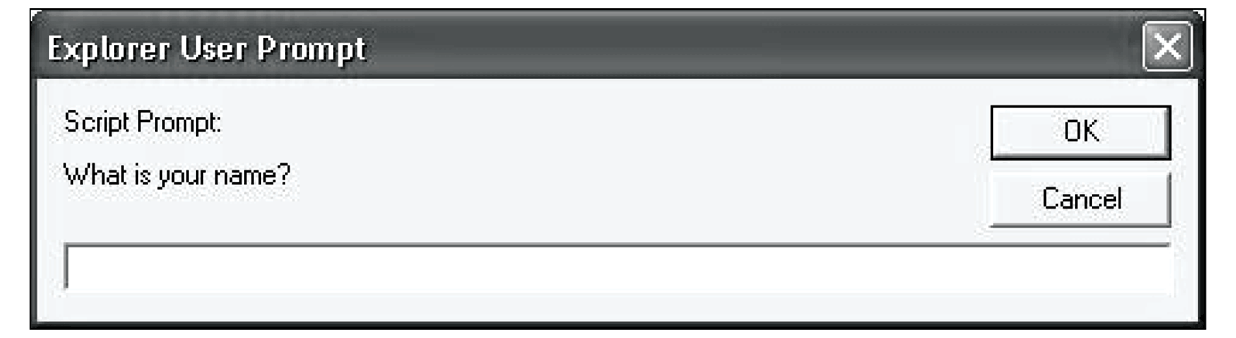 Explorer User Prompt
Script Prompt:
What is your name?
OK
Cancel